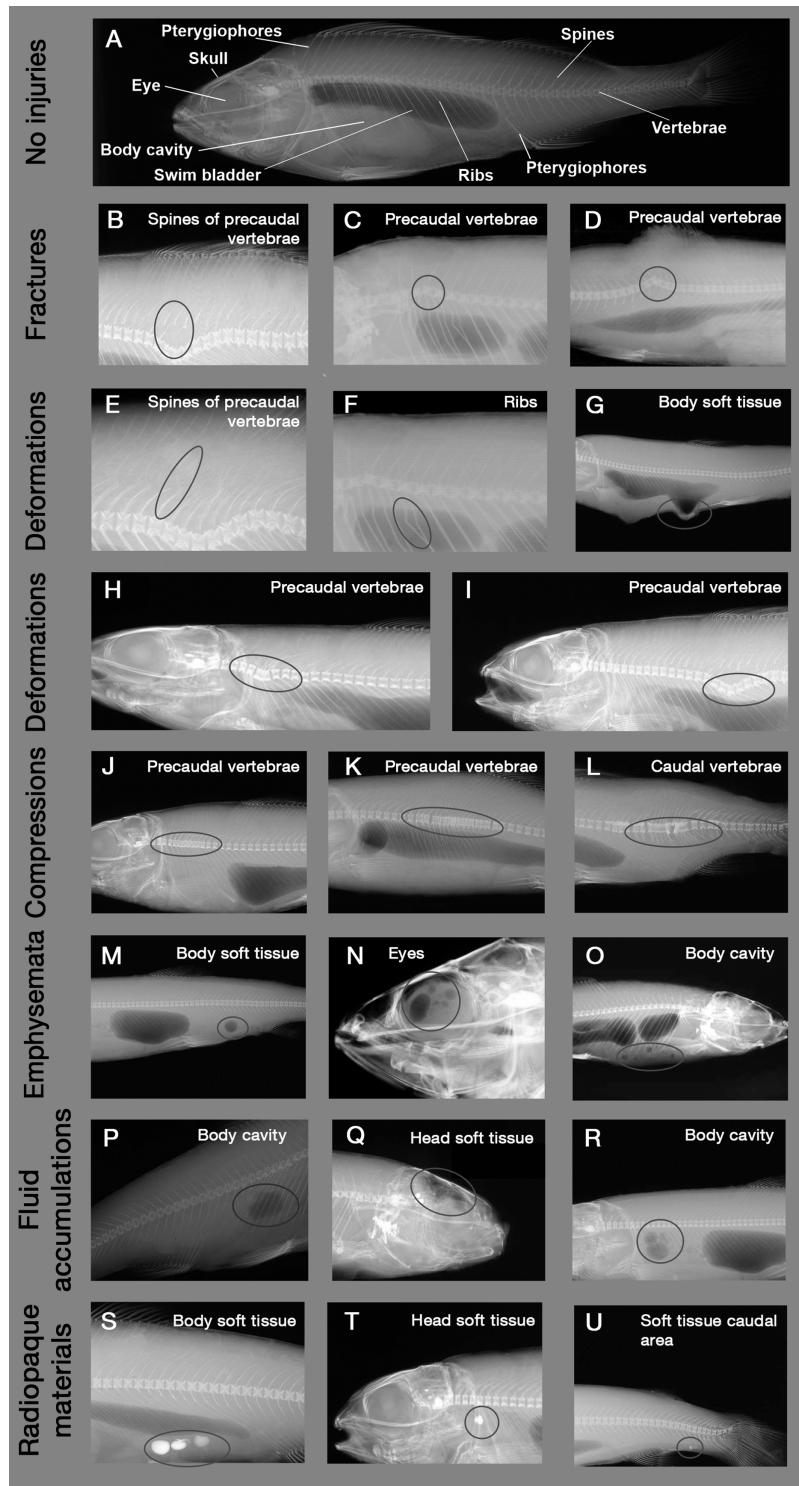 No injuries
A
Pterygiophores
Skull
Eye
Body cavity
Swim bladder
Ribs
Spines
Vertebrae
Pterygiophores
Fractures
B
Spines of precaudal
vertebrae
C
Precaudal vertebrae
D
Precaudal vertebrae
Deformations
E
Spines of precaudal
vertebrae
F
Ribs
G
Body soft tissue
Deformations
H
Precaudal vertebrae
I
Precaudal vertebrae
Compressions
J
Precaudal vertebrae
K
Precaudal vertebrae
L
Caudal vertebrae
Emphysemata
M
Body soft tissue
N
Eyes
O
Body cavity
Fluid
accumulations
P
Body cavity
Q
Head soft tissue
R
Body cavity
Radiopaque
materials
S
Body soft tissue
T
Head soft tissue
U
Soft tissue caudal
area